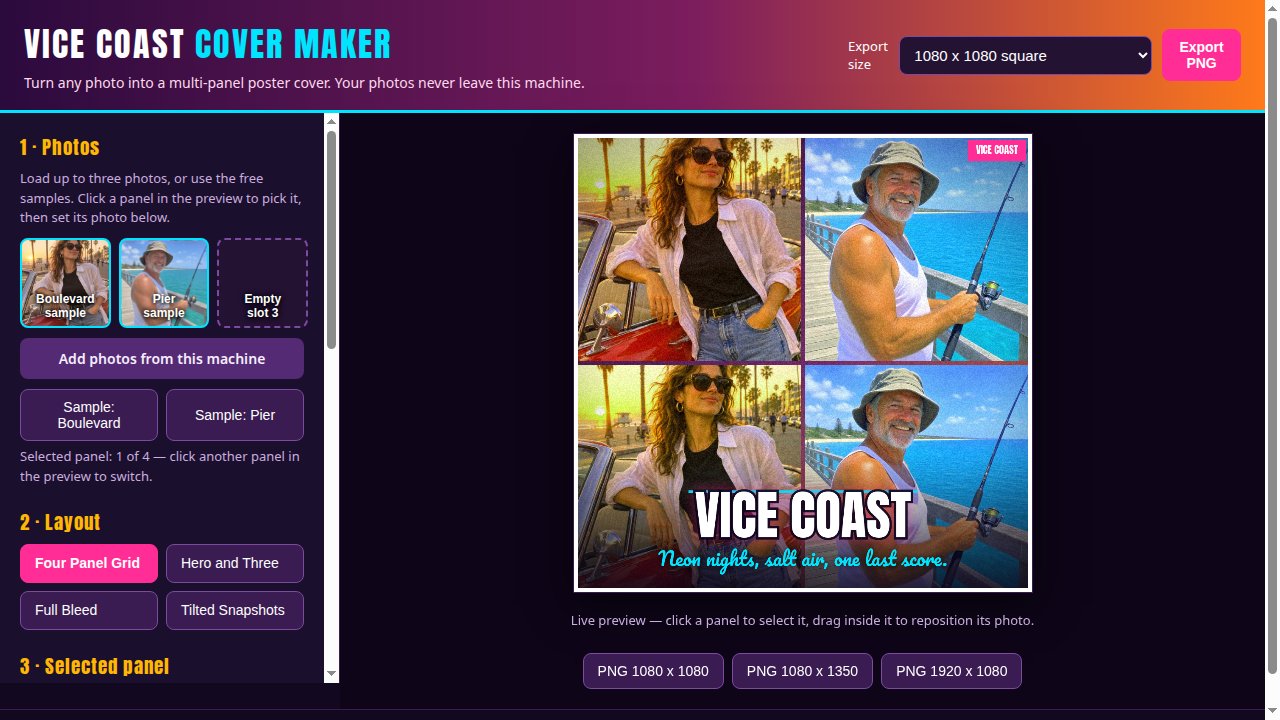 VICE COAST COVER MAKER
Turn any photo into a multi-panel poster cover. Your photos never leave this machine.
Export
size
1080 x 1080 square
Export
PNG
1 · Photos
Load up to three photos, or use the free
samples. Click a panel in the preview to pick it,
then set its photo below.
Boulevard
sample
Pier
sample
Empty
slot 3
Add photos from this machine
Sample:
Boulevard
Sample: Pier
Selected panel: 1 of 4 — click another panel in
the preview to switch.
2 · Layout
Four Panel Grid
Hero and Three
Full Bleed
Tilted Snapshots
3 · Selected panel
VICE COAST
VICE COAST
Neon nights, salt air, one last score.
Live preview — click a panel to select it, drag inside it to reposition its photo.
PNG 1080 x 1080
PNG 1080 x 1350
PNG 1920 x 1080